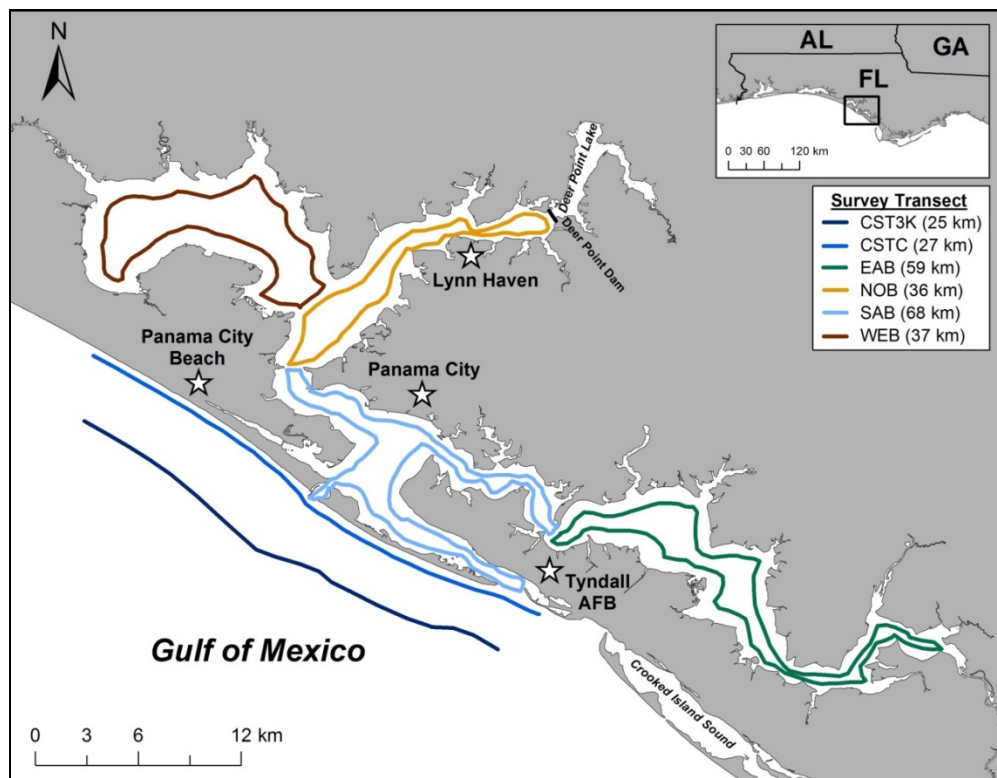 N
AL
GA
FL
0 30 60 120 km
Survey Transect
CST3K (25 km)
CSTC (27 km)
EAB (59 km)
NOB (36 km)
SAB (68 km)
WEB (37 km)
Deer Point Lake
Deer Point Dam
Lynn Haven
Panama City
Beach
Panama City
Tyndall
AFB
Gulf of Mexico
Crooked Island Sound
0 3 6 12 km